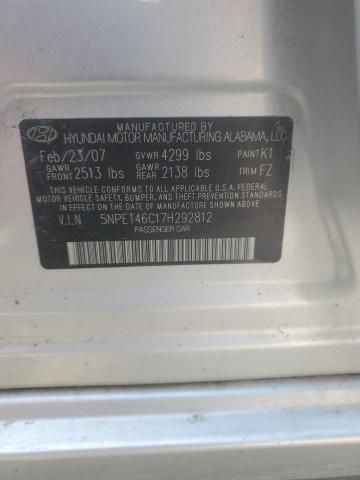 MANUFACTURED BY
HYUNDAI MOTOR MANUFACTURING ALABAMA, LLC
Feb/23/07 GVWR 4299 lbs PAINT K1
GAWR FRONT 2513 lbs GAWR REAR 2138 lbs TRIM FZ
THIS VEHICLE CONFORMS TO ALL APPLICABLE U.S.A FEDERAL
MOTOR VEHICLE SAFETY, BUMPER, AND THEFT PREVENTION
STANDARDS IN EFFECT ON THE DATE OF MANUFACTURE SHOWN
ABOVE.
V.I.N 5NPET46C17H292812
PASSENGER CAR